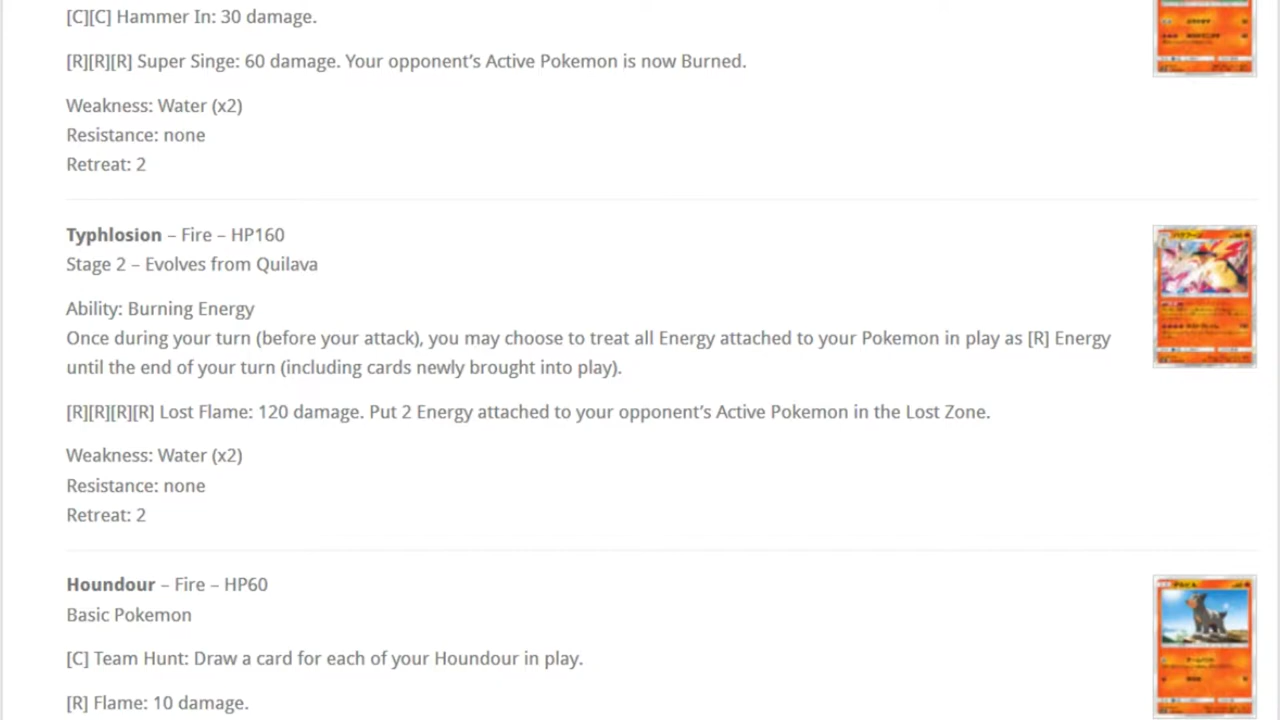 [C][C] Hammer In: 30 damage.
[R][R][R] Super Singe: 60 damage. Your opponent’s Active Pokemon is now Burned.
Weakness: Water (x2)
Resistance: none
Retreat: 2
Typhlosion – Fire – HP160
Stage 2 – Evolves from Quilava
Ability: Burning Energy
Once during your turn (before your attack), you may choose to treat all Energy attached to your Pokemon in play as [R] Energy
until the end of your turn (including cards newly brought into play).
[R][R][R][R] Lost Flame: 120 damage. Put 2 Energy attached to your opponent’s Active Pokemon in the Lost Zone.
Weakness: Water (x2)
Resistance: none
Retreat: 2
Houndour – Fire – HP60
Basic Pokemon
[C] Team Hunt: Draw a card for each of your Houndour in play.
[R] Flame: 10 damage.